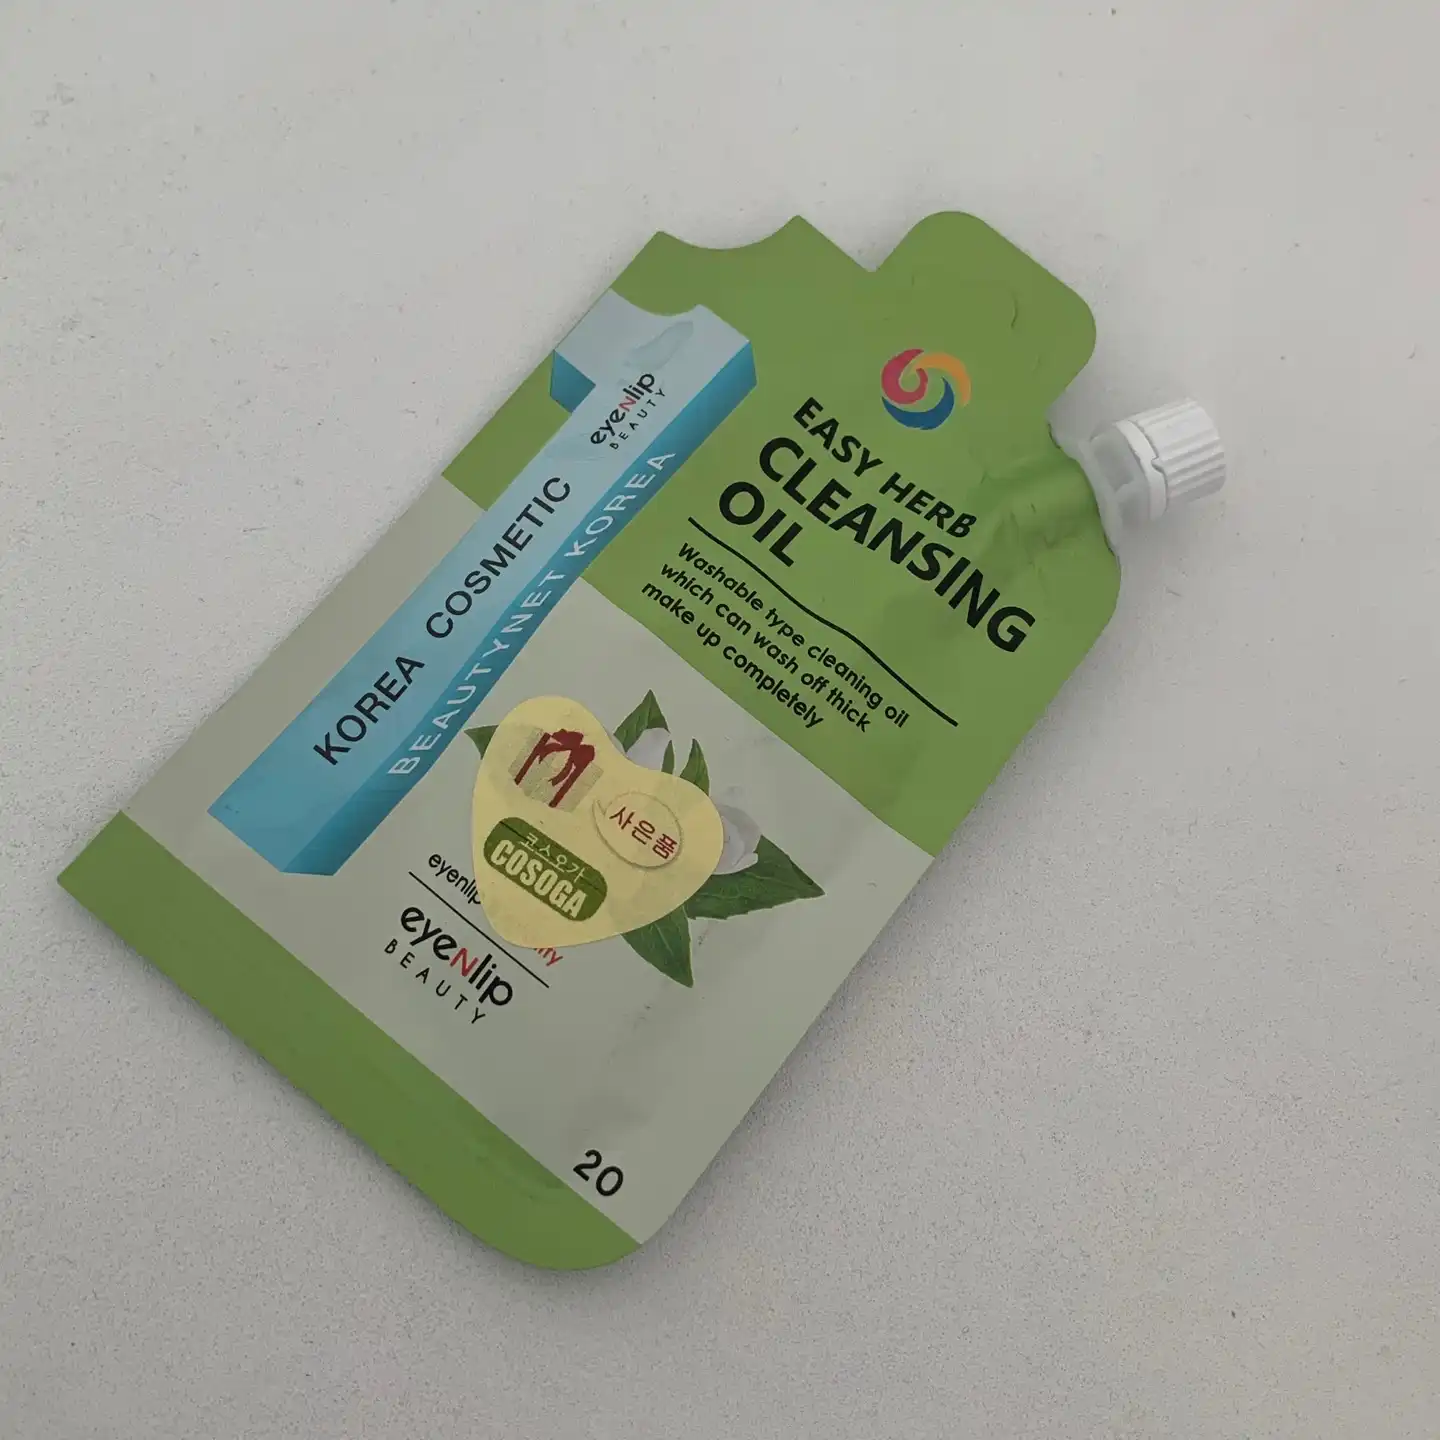 EASY HERB
CLEANSING
OIL
Washable type cleaning oil
which can wash off thick
make up completely
eyeNlip
BEAUTY
KOREA COSMETIC
BEAUTYNET KOREA
사은품
코스오가
COSOGA
eyenlip
eyeNlip
BEAUTY
20